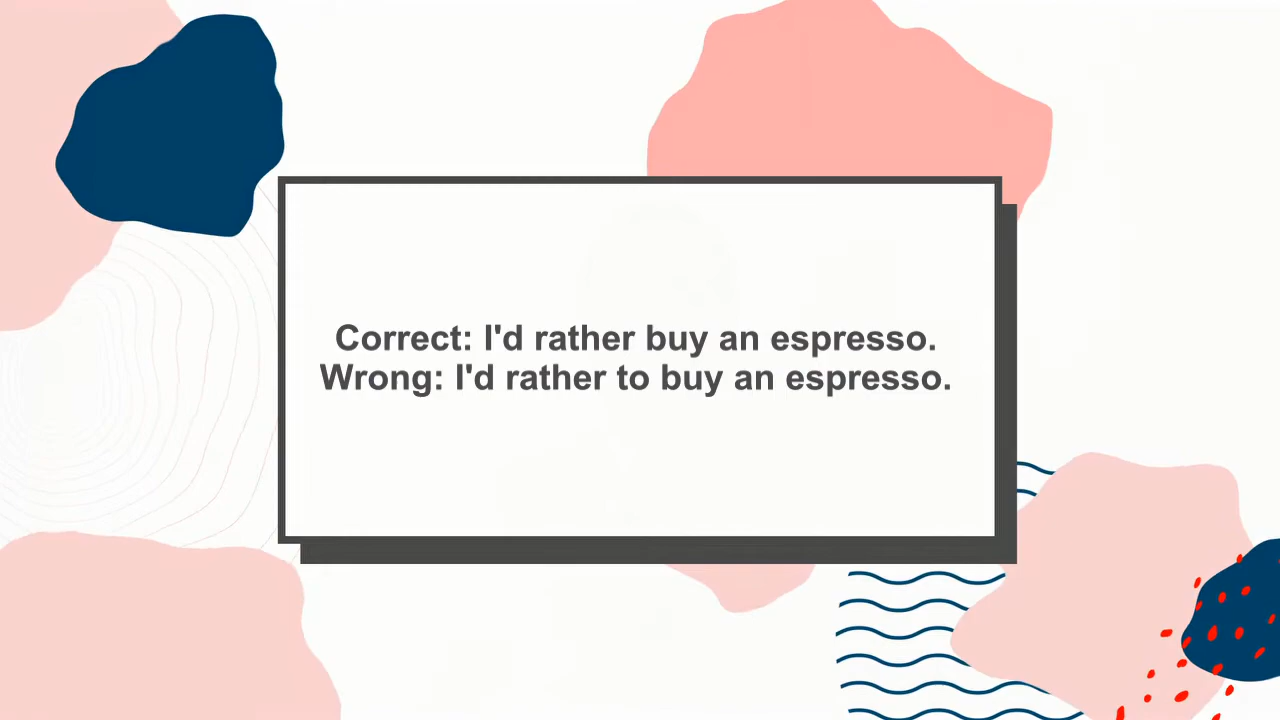 Correct: I'd rather buy an espresso.
Wrong: I'd rather to buy an espresso.